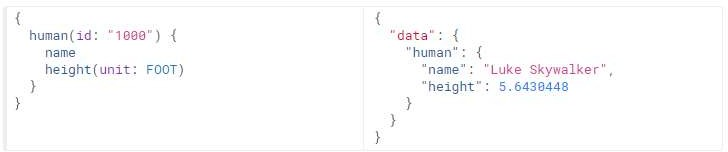 {
  human(id: "1000") {
    name
    height(unit: FOOT)
  }
}
{
  "data": {
    "human": {
      "name": "Luke Skywalker",
      "height": 5.6430448
    }
  }
}